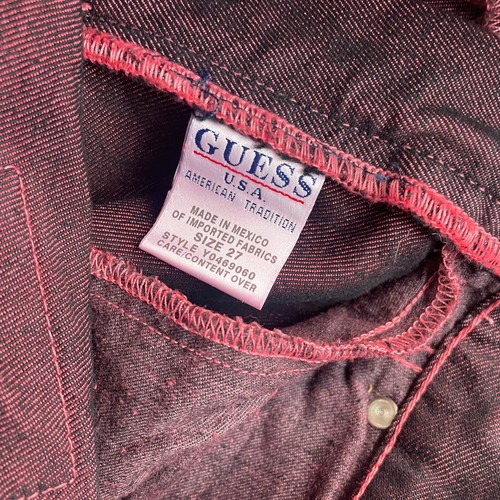 GUESS
U.S.A.
AMERICAN TRADITION
MADE IN MEXICO
OF IMPORTED FABRICS
SIZE 27
STYLE Y0469060
CARE/CONTENT OVER